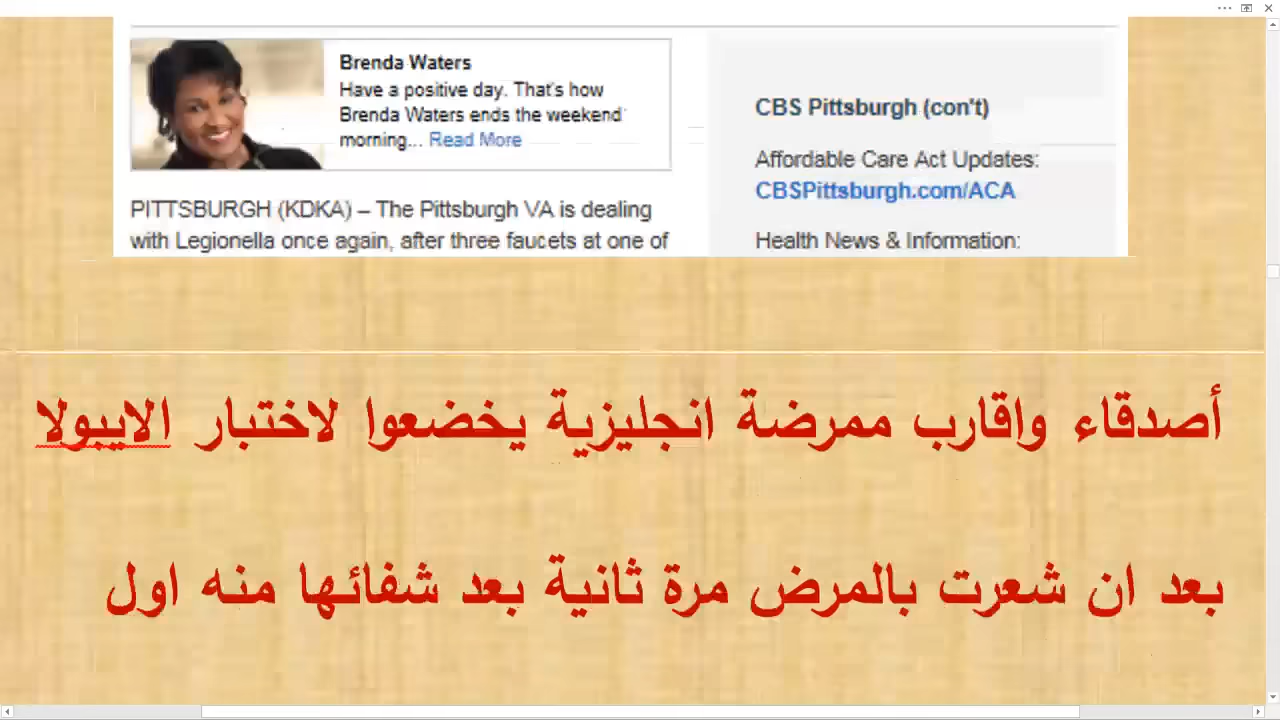 Brenda Waters
Have a positive day. That's how
Brenda Waters ends the weekend
morning... Read More
PITTSBURGH (KDKA) – The Pittsburgh VA is dealing
with Legionella once again, after three faucets at one of
CBS Pittsburgh (con't)
Affordable Care Act Updates:
CBSPittsburgh.com/ACA
Health News & Information:
أصدقاء واقارب ممرضة انجليزية يخضعوا لاختبار الايبولا
بعد ان شعرت بالمرض مرة ثانية بعد شفائها منه اول